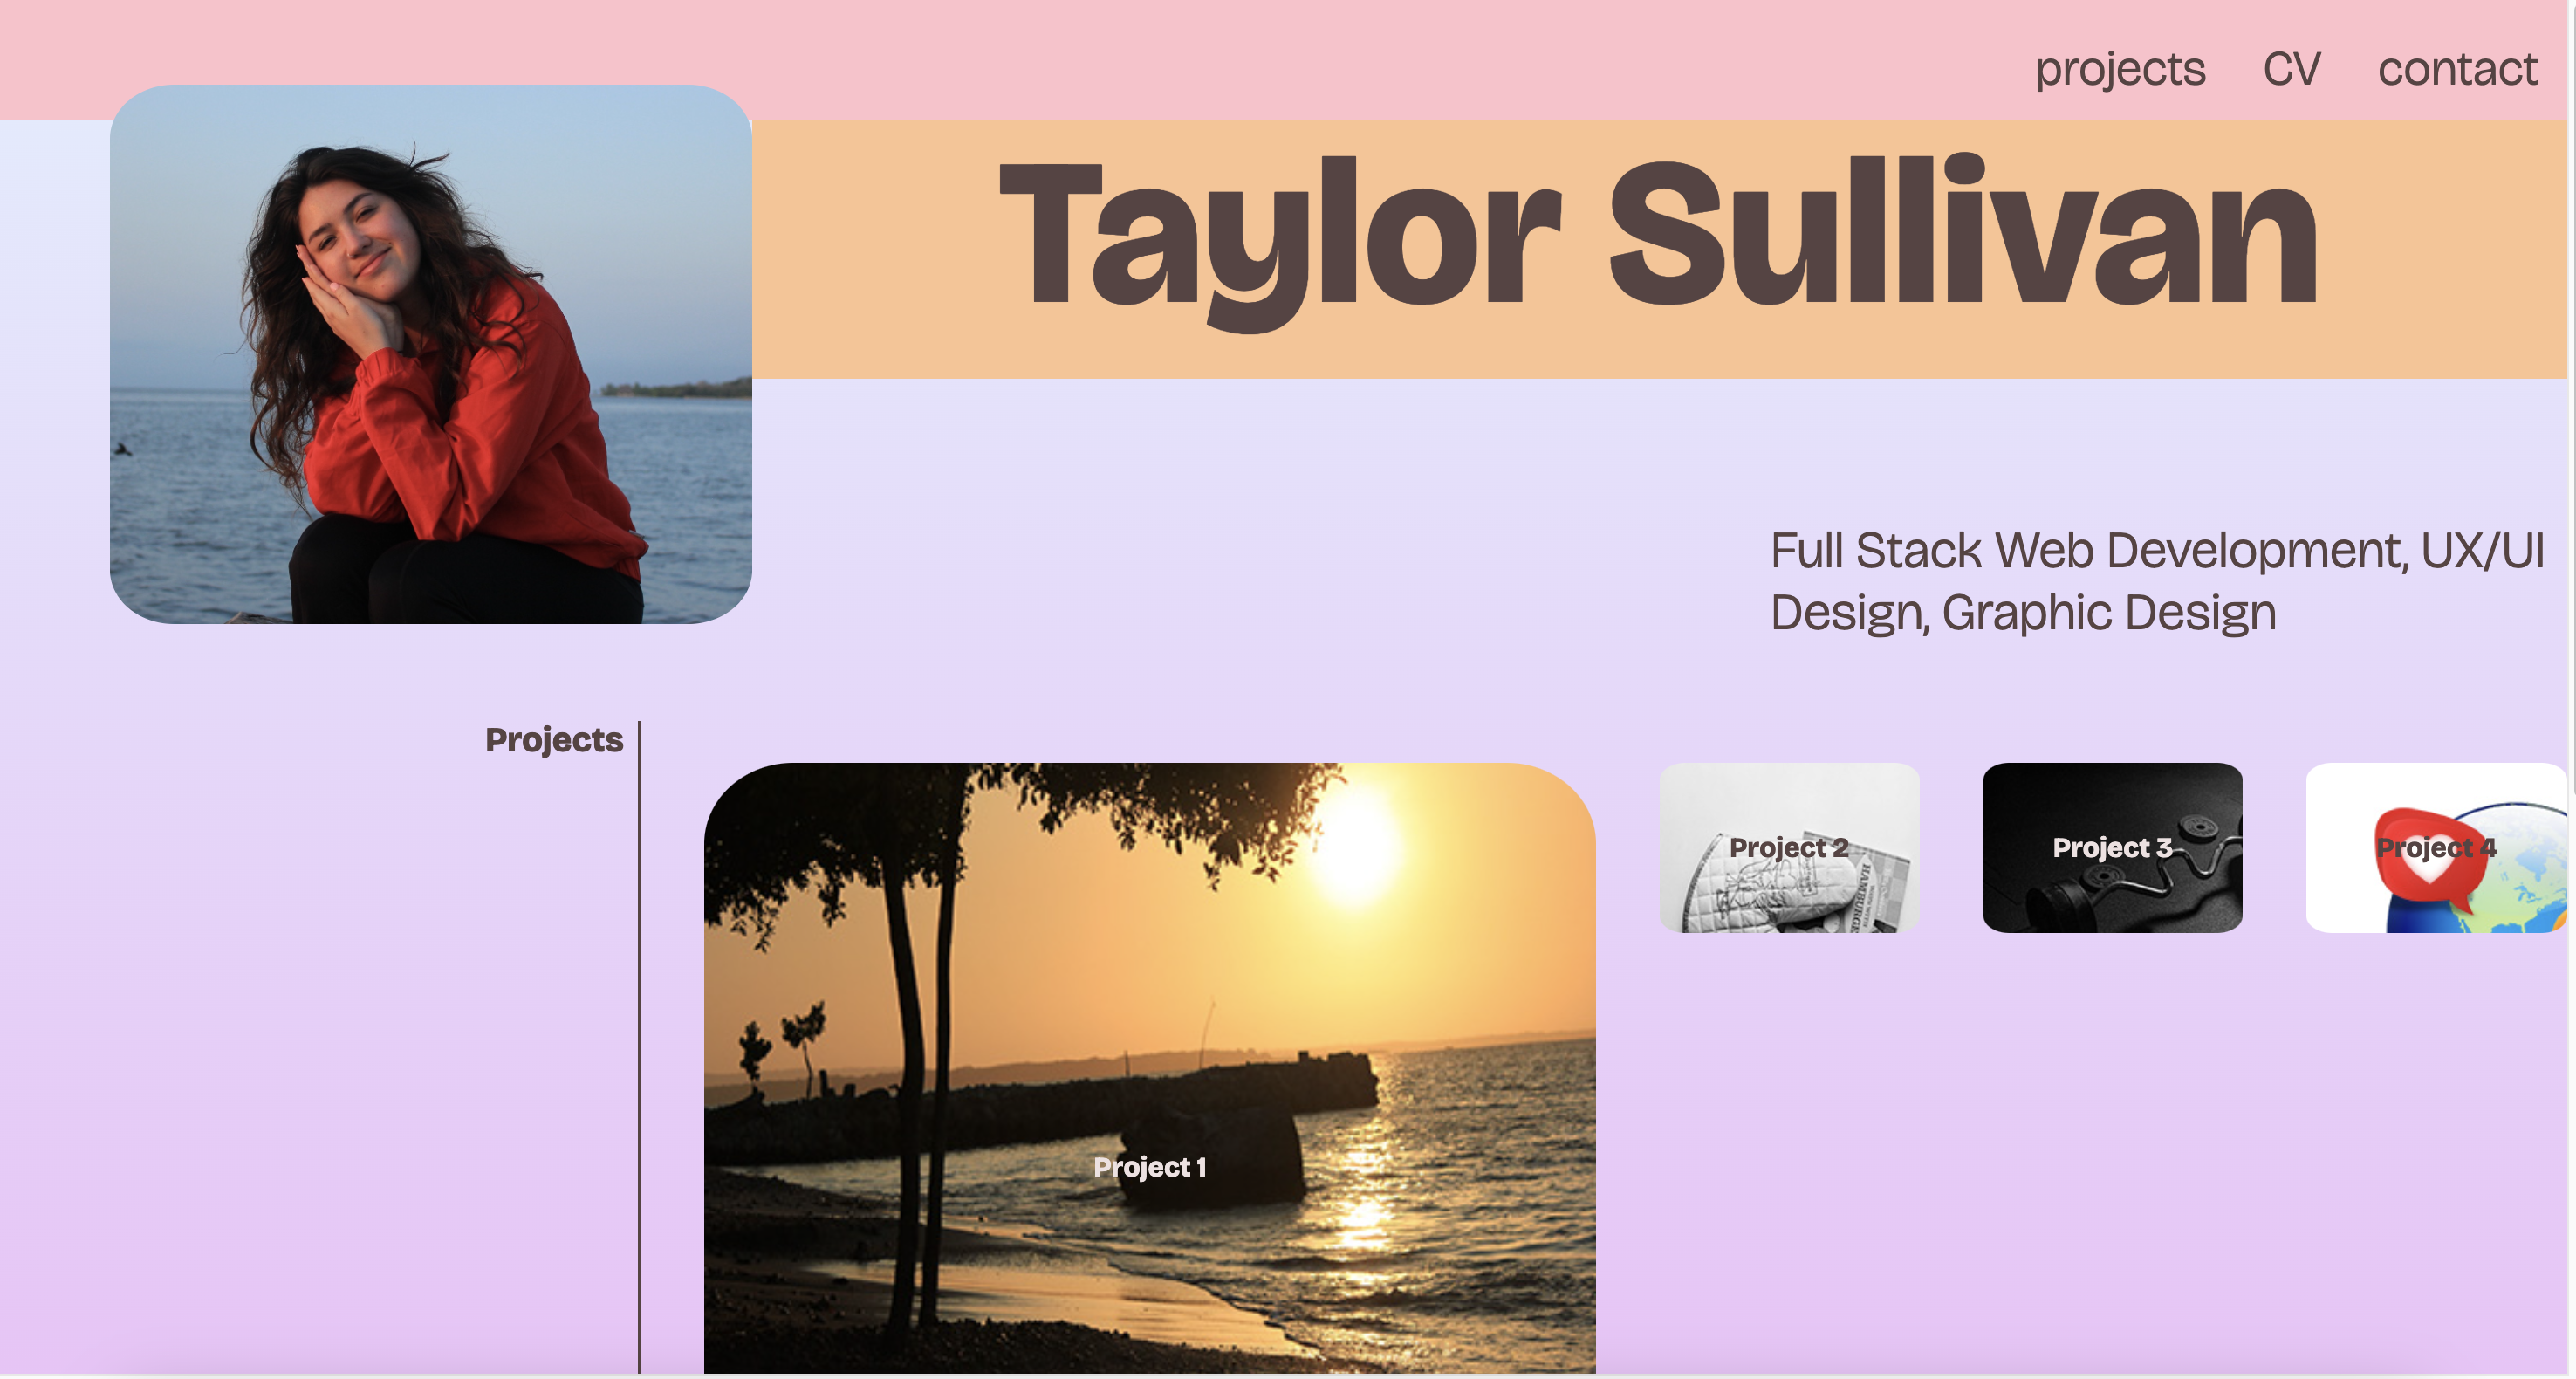 projects CV contact
Taylor Sullivan
Full Stack Web Development, UX/UI
Design, Graphic Design
Projects
Project 2
Project 3
Project 4
HAMBURGE
Project 1